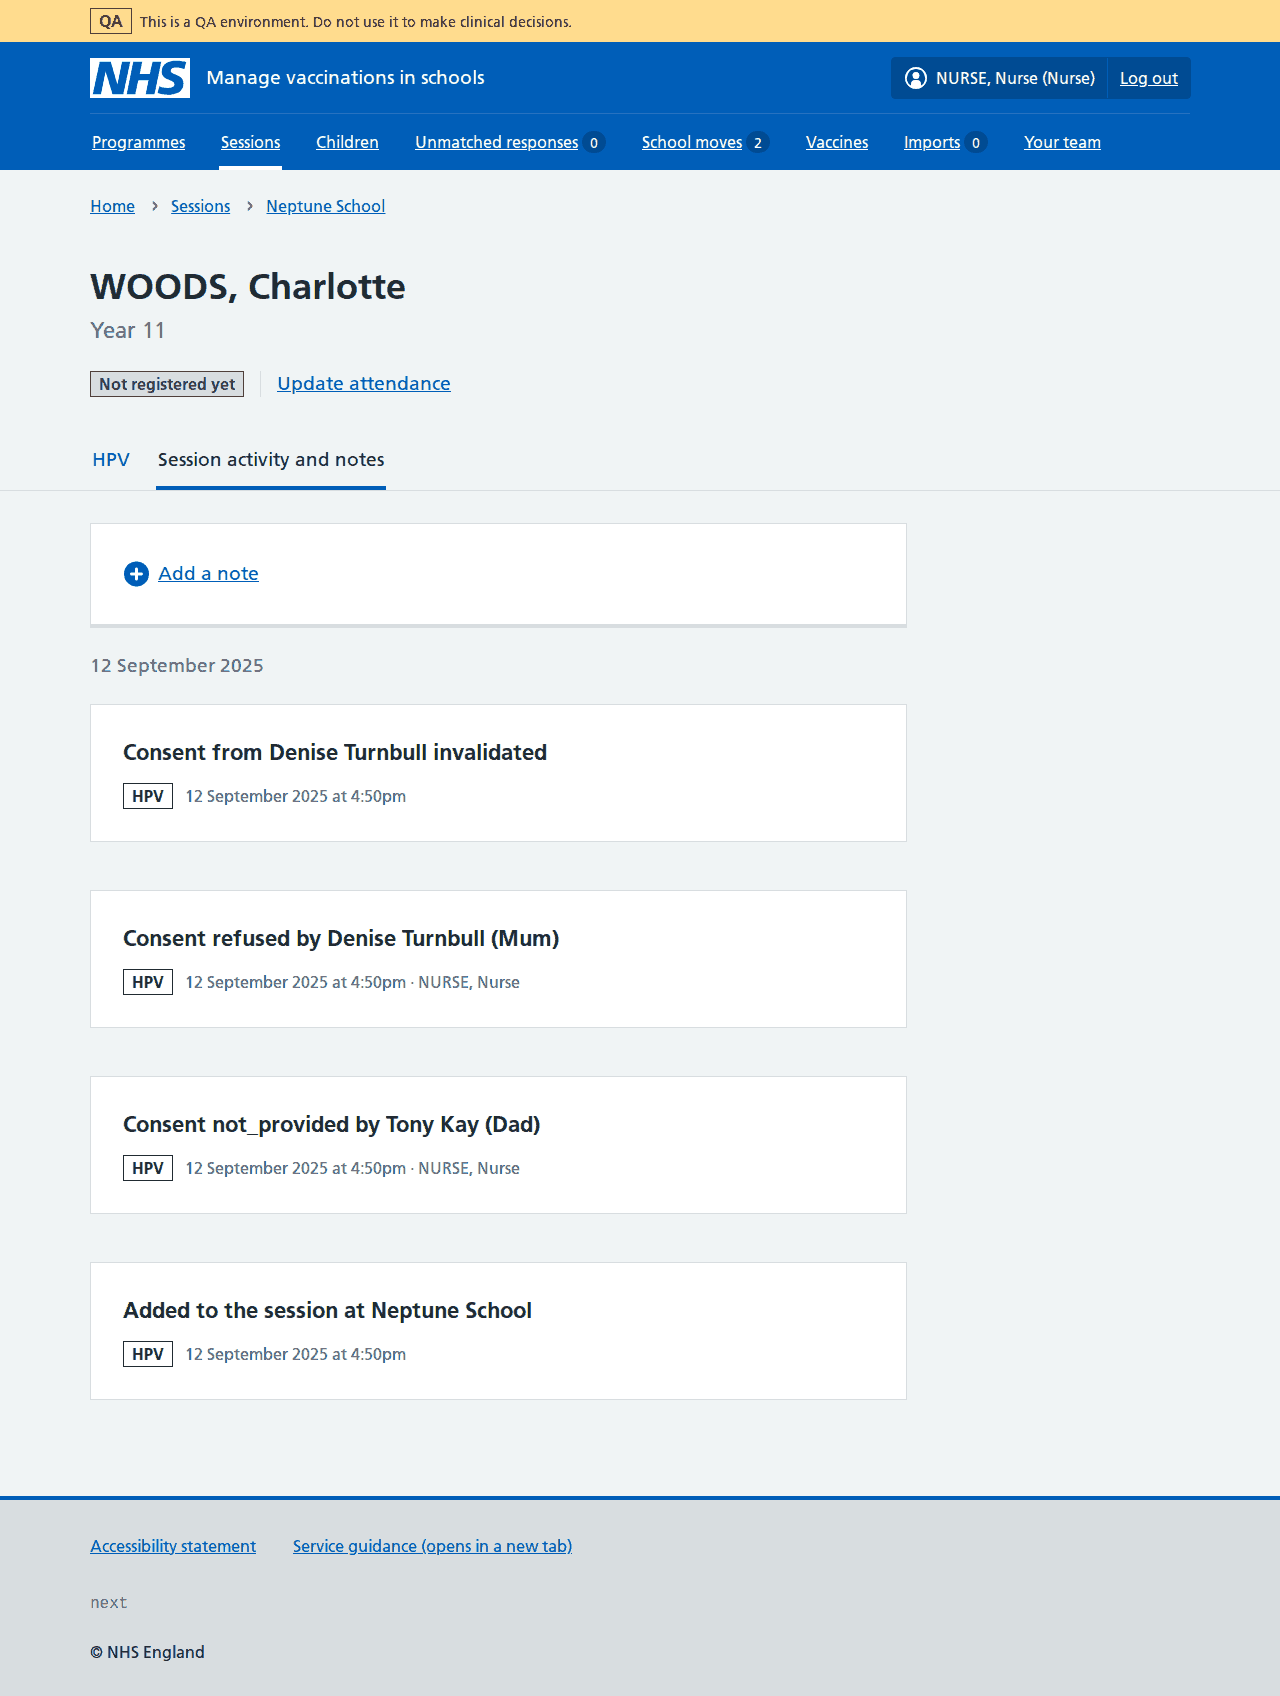 QA This is a QA environment. Do not use it to make clinical decisions.
NHS Manage vaccinations in schools NURSE, Nurse (Nurse) Log out
Programmes Sessions Children Unmatched responses 0 School moves 2 Vaccines Imports 0 Your team
Home Sessions Neptune School
WOODS, Charlotte
Year 11
Not registered yet Update attendance
HPV Session activity and notes
Add a note
12 September 2025
Consent from Denise Turnbull invalidated
HPV 12 September 2025 at 4:50pm
Consent refused by Denise Turnbull (Mum)
HPV 12 September 2025 at 4:50pm · NURSE, Nurse
Consent not_provided by Tony Kay (Dad)
HPV 12 September 2025 at 4:50pm · NURSE, Nurse
Added to the session at Neptune School
HPV 12 September 2025 at 4:50pm
Accessibility statement Service guidance (opens in a new tab)
next
© NHS England